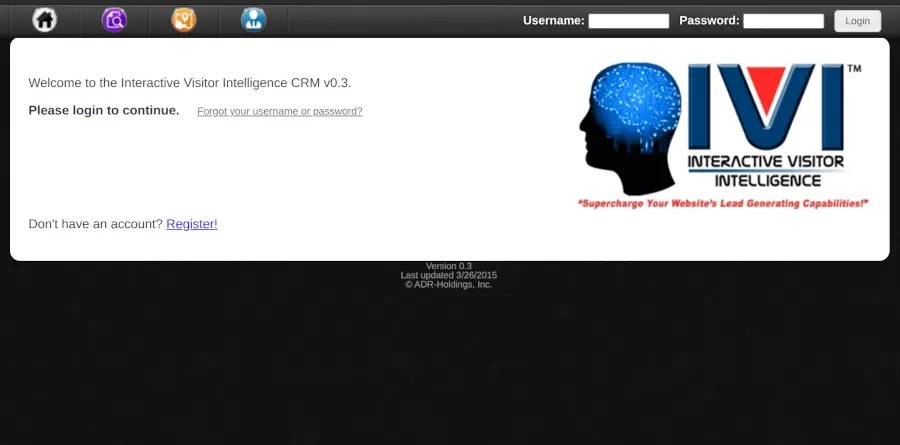 Username: Password: Login
Welcome to the Interactive Visitor Intelligence CRM v0.3.
Please login to continue. Forgot your username or password?
IVI™
INTERACTIVE VISITOR
INTELLIGENCE
“Supercharge Your Website's Lead Generating Capabilities!”
Don't have an account? Register!
Version 0.3
Last updated 3/26/2015
© ADR-Holdings, Inc.